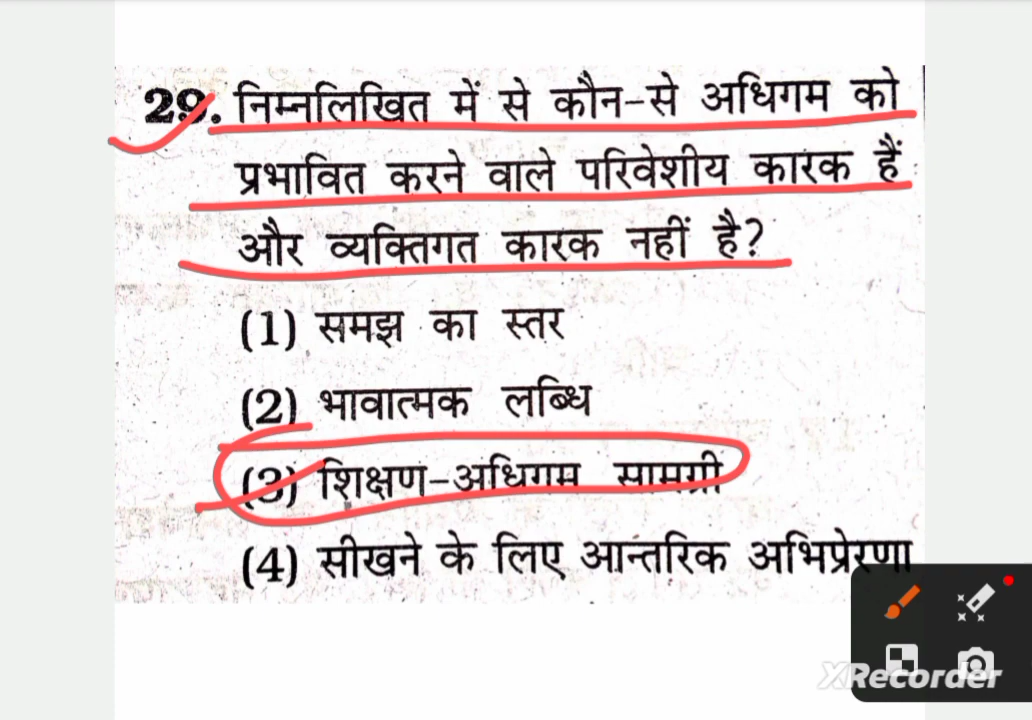 29. निम्नलिखित में से कौन-से अधिगम को
प्रभावित करने वाले परिवेशीय कारक हैं
और व्यक्तिगत कारक नहीं है?
(1) समझ का स्तर
(2) भावात्मक लब्धि
(3) शिक्षण-अधिगम सामग्री
(4) सीखने के लिए आन्तरिक अभिप्रेरणा
XRecorder